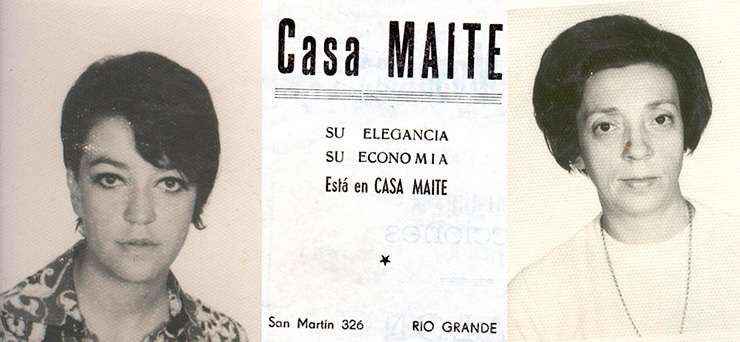 Casa MAITE
SU ELEGANCIA
SU ECONOMIA
Está en CASA MAITE
San Martín 326 RIO GRANDE